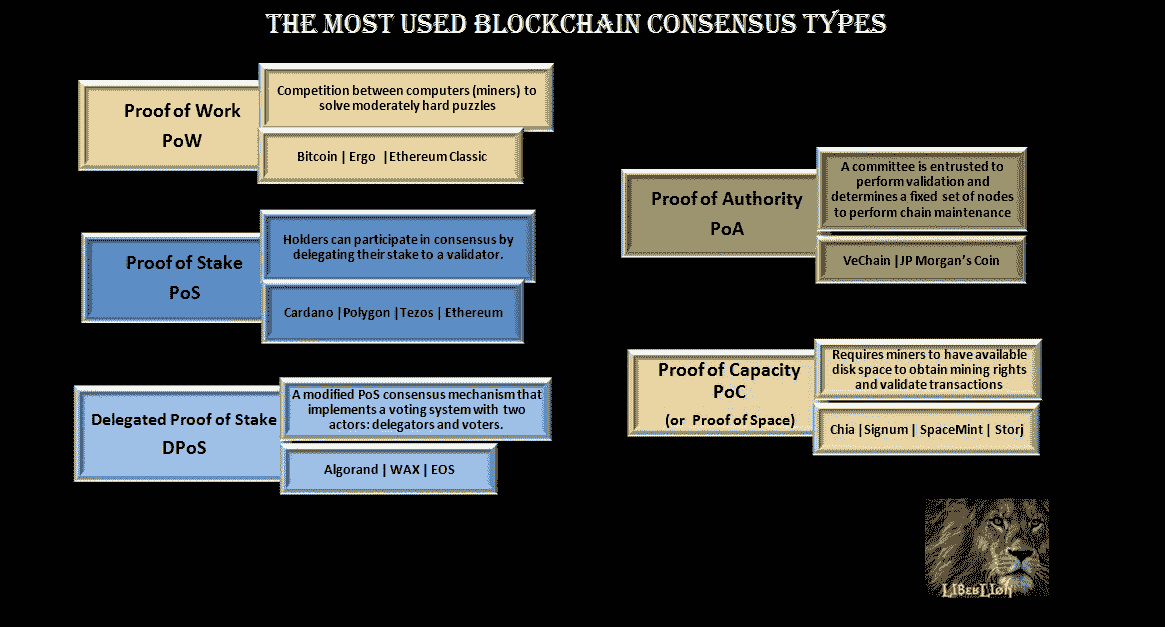 THE MOST USED BLOCKCHAIN CONSENSUS TYPES
Proof of Work
PoW
Competition between computers (miners) to
solve moderately hard puzzles
Bitcoin | Ergo |Ethereum Classic
Proof of Stake
PoS
Holders can participate in consensus by
delegating their stake to a validator.
Cardano |Polygon |Tezos | Ethereum
Delegated Proof of Stake
DPoS
A modified PoS consensus mechanism that
implements a voting system with two
actors: delegators and voters.
Algorand | WAX | EOS
Proof of Authority
PoA
A committee is entrusted to
perform validation and
determines a fixed set of nodes
to perform chain maintenance
VeChain |JP Morgan's Coin
Proof of Capacity
PoC
(or Proof of Space)
Requires miners to have available
disk space to obtain mining rights
and validate transactions
Chia |Signum | SpaceMint | Storj
LIBERLION